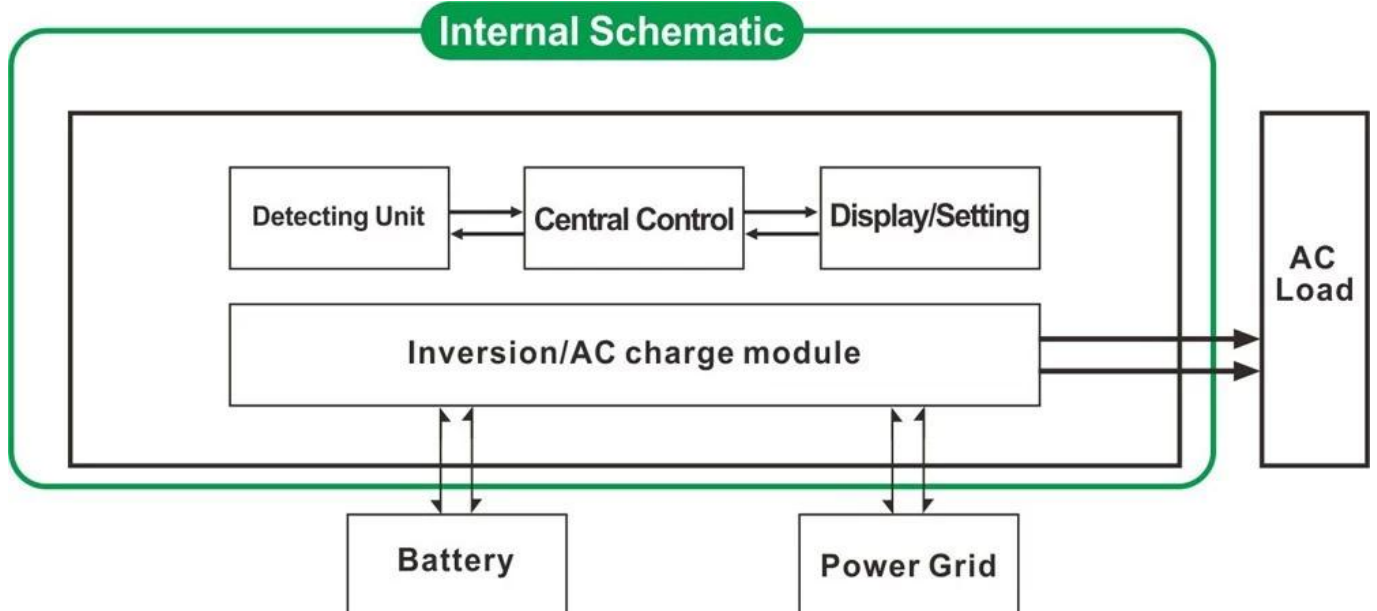 Internal Schematic
Detecting Unit
Central Control
Display/Setting
AC
Load
Inversion/AC charge module
Battery
Power Grid